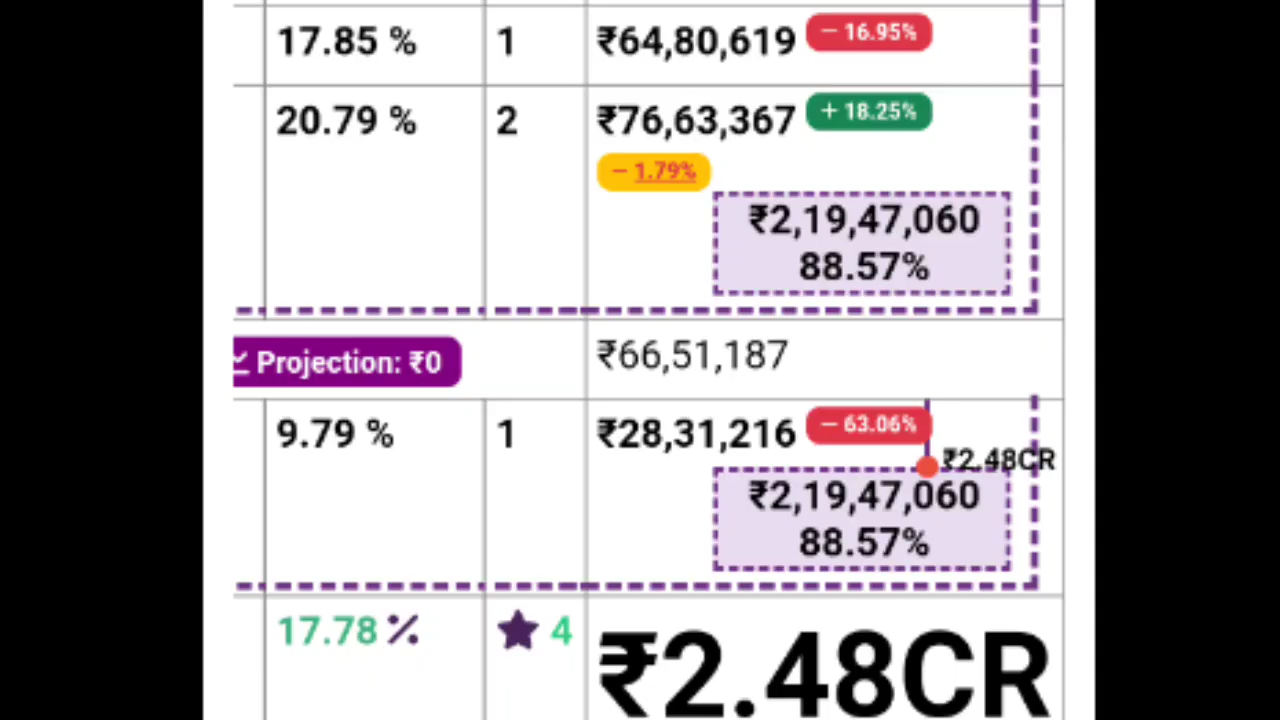 17.85 % 1 ₹64,80,619 − 16.95%
20.79 % 2 ₹76,63,367 + 18.25%
− 1.79%
₹2,19,47,060
88.57%
Projection: ₹0 ₹66,51,187
9.79 % 1 ₹28,31,216 − 63.06%
₹2.48CR
₹2,19,47,060
88.57%
17.78 % 4 ₹2.48CR